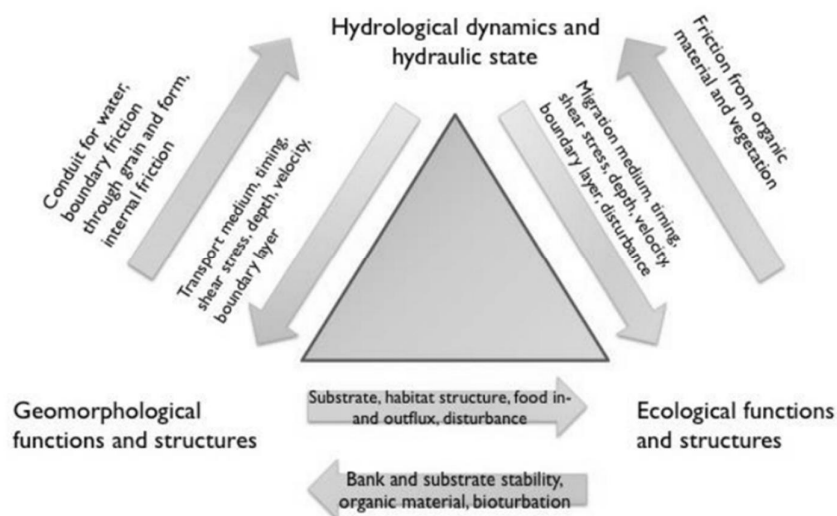 Hydrological dynamics and
hydraulic state
Conduit for water,
boundary friction
through grain and form,
internal friction
Transport medium, timing,
shear stress, depth, velocity,
boundary layer
Migration medium, timing,
shear stress, depth, velocity,
boundary layer, disturbance
Friction from organic
material and vegetation
Geomorphological
functions and structures
Substrate, habitat structure, food in-
and outflux, disturbance
Ecological functions
and structures
Bank and substrate stability,
organic material, bioturbation